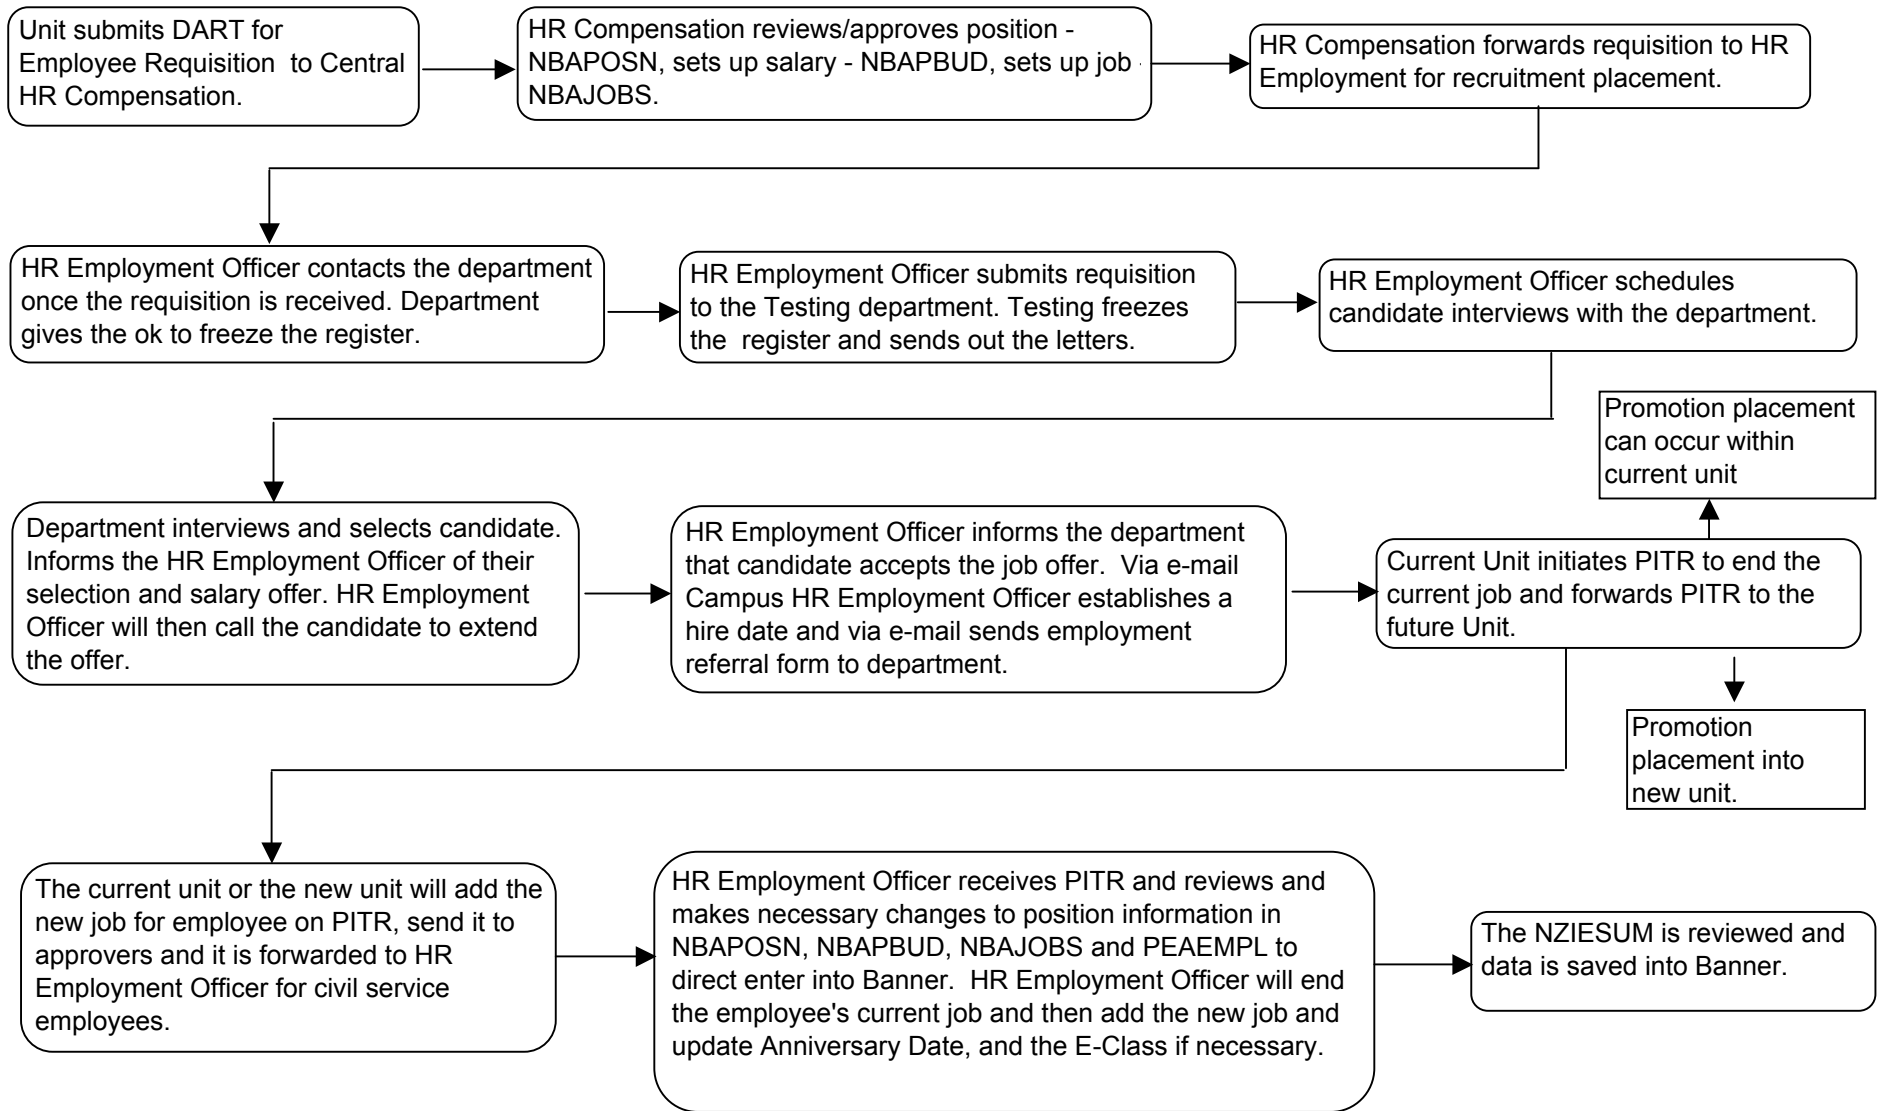 Unit submits DART for
Employee Requisition to Central
HR Compensation.
HR Compensation reviews/approves position -
NBAPOSN, sets up salary - NBAPBUD, sets up job -
NBAJOBS.
HR Compensation forwards requisition to HR
Employment for recruitment placement.
HR Employment Officer contacts the department
once the requisition is received. Department
gives the ok to freeze the register.
HR Employment Officer submits requisition
to the Testing department. Testing freezes
the register and sends out the letters.
HR Employment Officer schedules
candidate interviews with the department.
Department interviews and selects candidate.
Informs the HR Employment Officer of their
selection and salary offer. HR Employment
Officer will then call the candidate to extend
the offer.
HR Employment Officer informs the department
that candidate accepts the job offer. Via e-mail
Campus HR Employment Officer establishes a
hire date and via e-mail sends employment
referral form to department.
Current Unit initiates PITR to end the
current job and forwards PITR to the
future Unit.
Promotion placement
can occur within
current unit
Promotion
placement into
new unit.
The current unit or the new unit will add the
new job for employee on PITR, send it to
approvers and it is forwarded to HR
Employment Officer for civil service
employees.
HR Employment Officer receives PITR and reviews and
makes necessary changes to position information in
NBAPOSN, NBAPBUD, NBAJOBS and PEAEMPL to
direct enter into Banner. HR Employment Officer will end
the employee's current job and then add the new job and
update Anniversary Date, and the E-Class if necessary.
The NZIESUM is reviewed and
data is saved into Banner.